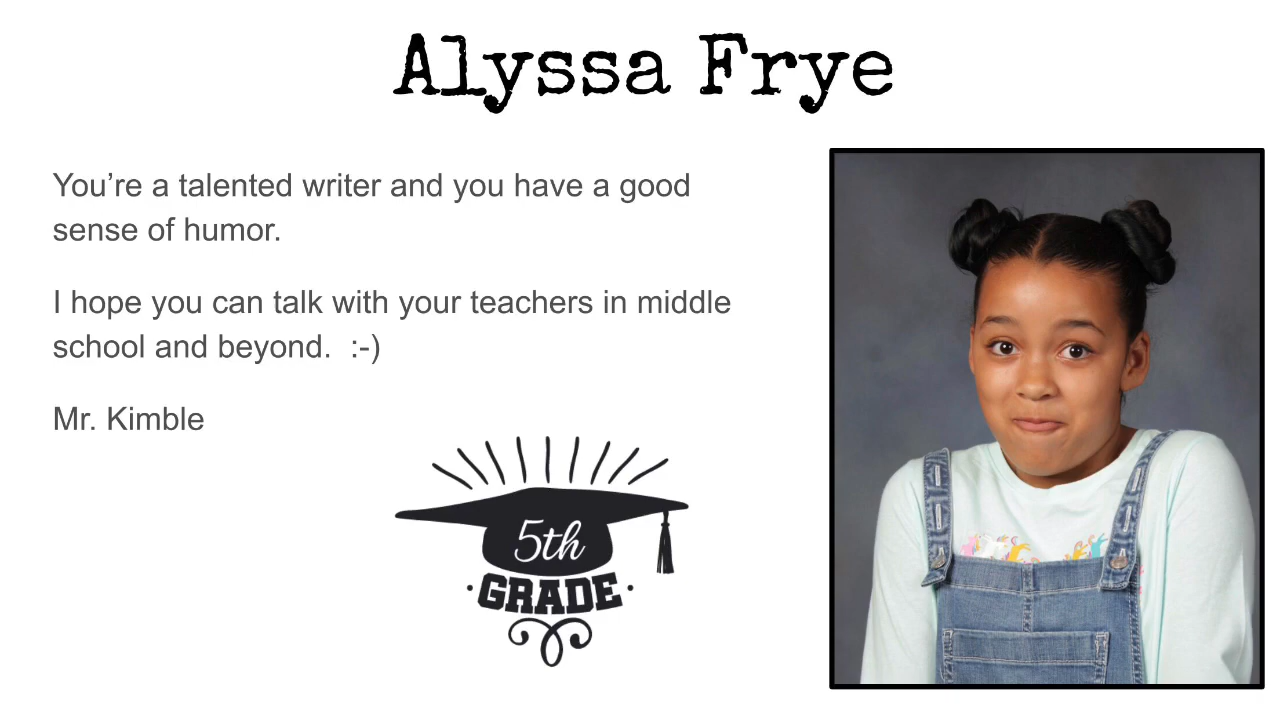 Alyssa Frye
You’re a talented writer and you have a good
sense of humor.
I hope you can talk with your teachers in middle
school and beyond.  :-)
Mr. Kimble
5th
·GRADE·